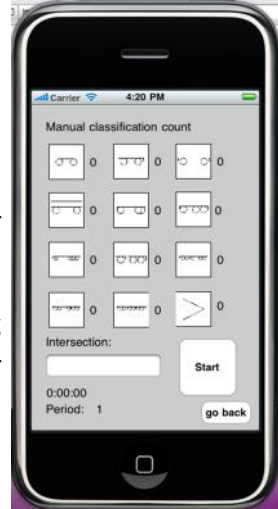 Carrier 4:20 PM
Manual classification count
0 0 0
0 0 0
0 0 0
0 0 0
Intersection:
Start
0:00:00
Period: 1
go back